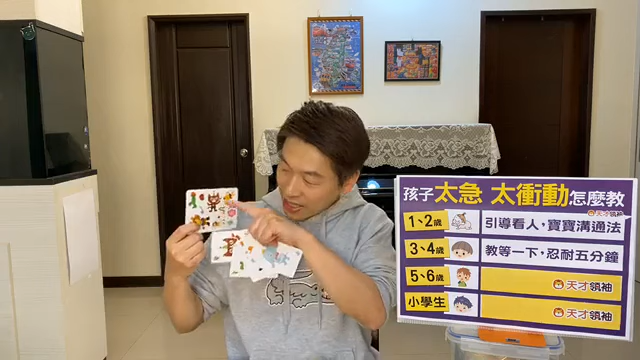 孩子太急 太衝動怎麼教
天才領袖
1、2歲 引導看人，寶寶溝通法
3、4歲 教等一下，忍耐五分鐘
5、6歲 天才領袖
小學生 天才領袖